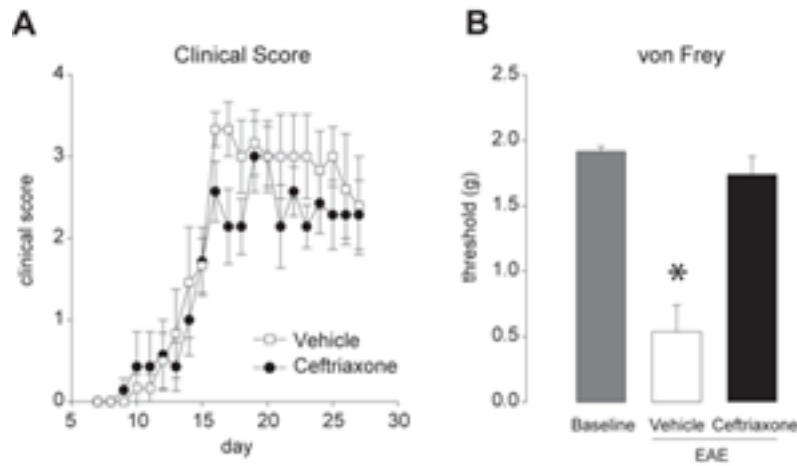 A
Clinical Score
4
3
2
1
0
clinical score
5
10
15
20
25
30
day
Vehicle
Ceftriaxone
B
von Frey
2.5
2.0
1.5
1.0
0.5
0.0
threshold (g)
*
Baseline
Vehicle
Ceftriaxone
EAE